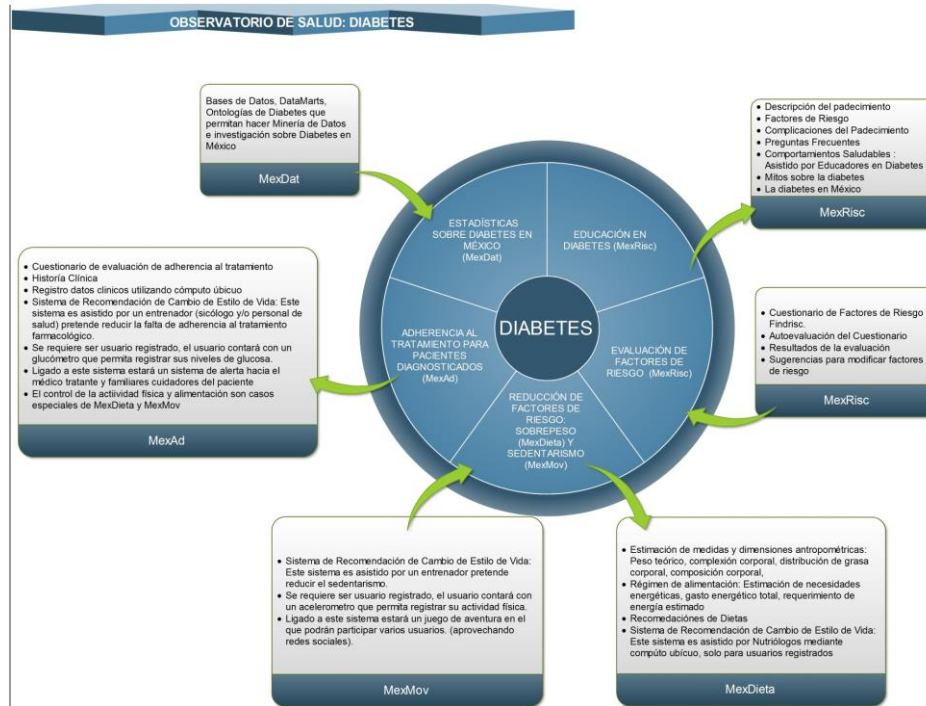 OBSERVATORIO DE SALUD: DIABETES
Bases de Datos, DataMarts,
Ontologías de Diabetes que
permitan hacer Minería de Datos
e investigación sobre Diabetes en
México
MexDat
• Descripción del padecimiento
• Factores de Riesgo
• Complicaciones del Padecimiento
• Preguntas Frecuentes
• Comportamientos Saludables :
Asistido por Educadores en Diabetes
• Mitos sobre la diabetes
• La diabetes en México
MexRisc
ESTADÍSTICAS
SOBRE DIABETES EN
MÉXICO
(MexDat)
EDUCACIÓN EN
DIABETES (MexRisc)
• Cuestionario de evaluación de adherencia al tratamiento
• Historía Clínica
• Registro datos clinicos utilizando cómputo úbicuo
• Sistema de Recomendación de Cambio de Estilo de Vida: Este
sistema es asistido por un entrenador (sicólogo y/o personal de
salud) pretende reducir la falta de adherencia al tratamiento
farmacológico.
• Se requiere ser usuario registrado, el usuario contará con un
glucómetro que permita registrar sus niveles de glucosa.
• Ligado a este sistema estará un sistema de alerta hacia el
médico tratante y familiares cuidadores del paciente
• El control de la actiividad física y alimentación son casos
especiales de MexDieta y MexMov
MexAd
ADHERENCIA AL
TRATAMIENTO PARA
PACIENTES
DIAGNOSTICADOS
(MexAd)
DIABETES
EVALUACIÓN DE
FACTORES DE
RIESGO (MexRisc)
• Cuestionario de Factores de Riesgo
Findrisc.
• Autoevaluación del Cuestionario
• Resultados de la evaluación
• Sugerencias para modificar factores
de riesgo
MexRisc
REDUCCIÓN DE
FACTORES DE
RIESGO:
SOBREPESO
(MexDieta) Y
SEDENTARISMO
(MexMov)
• Sistema de Recomendación de Cambio de Estilo de Vida:
Este sistema es asistido por un entrenador pretende
reducir el sedentarismo.
• Se requiere ser usuario registrado, el usuario contará con
un acelerometro que permita registrar su actividad física.
• Ligado a este sistema estará un juego de aventura en el
que podrán participar varios usuarios. (aprovechando
redes sociales).
MexMov
• Estimación de medidas y dimensiones antropométricas:
Peso teórico, complexión corporal, distribución de grasa
corporal, composición corporal,
• Régimen de alimentación: Estimación de necesidades
energéticas, gasto energético total, requerimiento de
energía estimado
• Recomedaciónes de Dietas
• Sistema de Recomendación de Cambio de Estilo de Vida:
Este sistema es asistido por Nutriólogos mediante
compúto ubícuo, solo para usuarios registrados
MexDieta